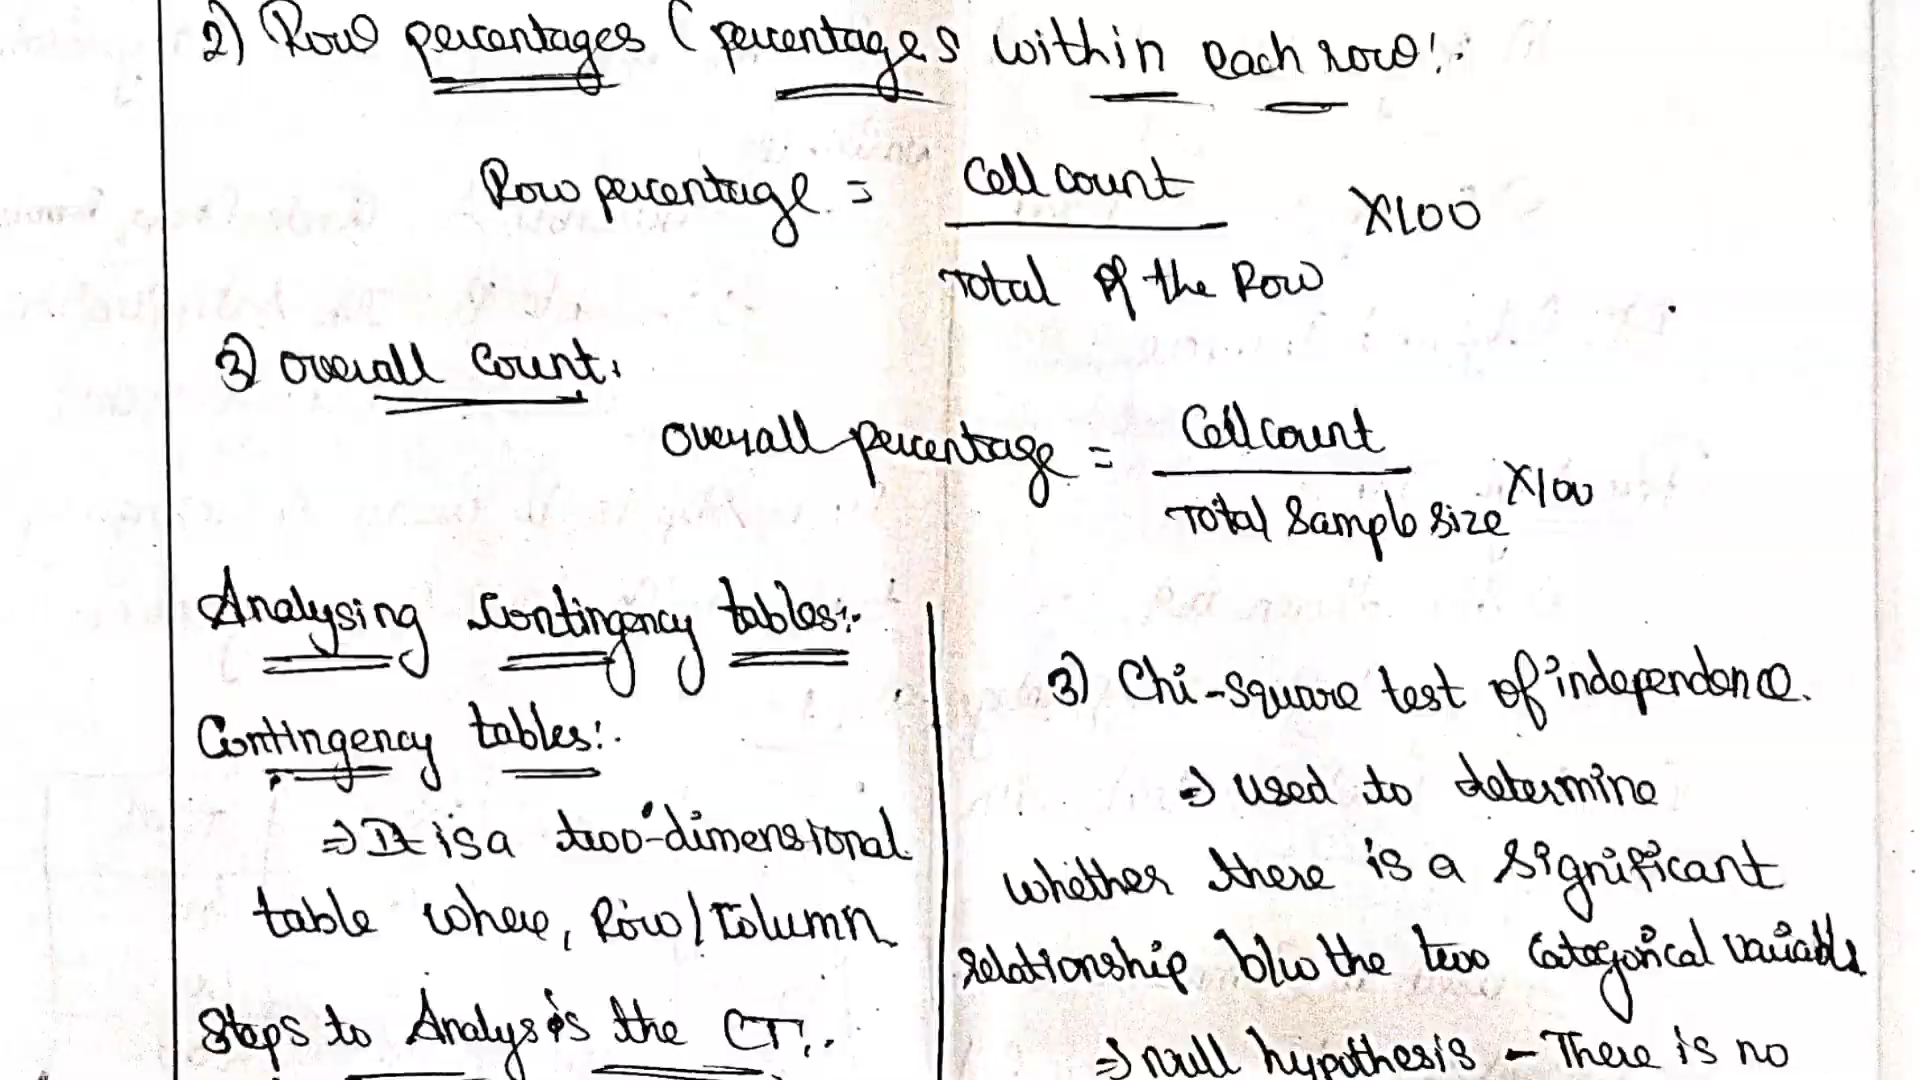 2) Row percentages (percentages within each row!.
Row percentage = Cell count / Total of the Row X100
3) overall Count.
overall percentage = Cell count / Total Sample size X100
Analysing Contingency tables:.
Contingency tables:.
⇒ It is a two-dimensional
table where, Row/Column
Steps to Analysis the CT:.
3) Chi-square test of independence.
⇒ used to determine
whether there is a significant
relationship b/w the two Categorical variable
⇒ null hypothesis - There is no